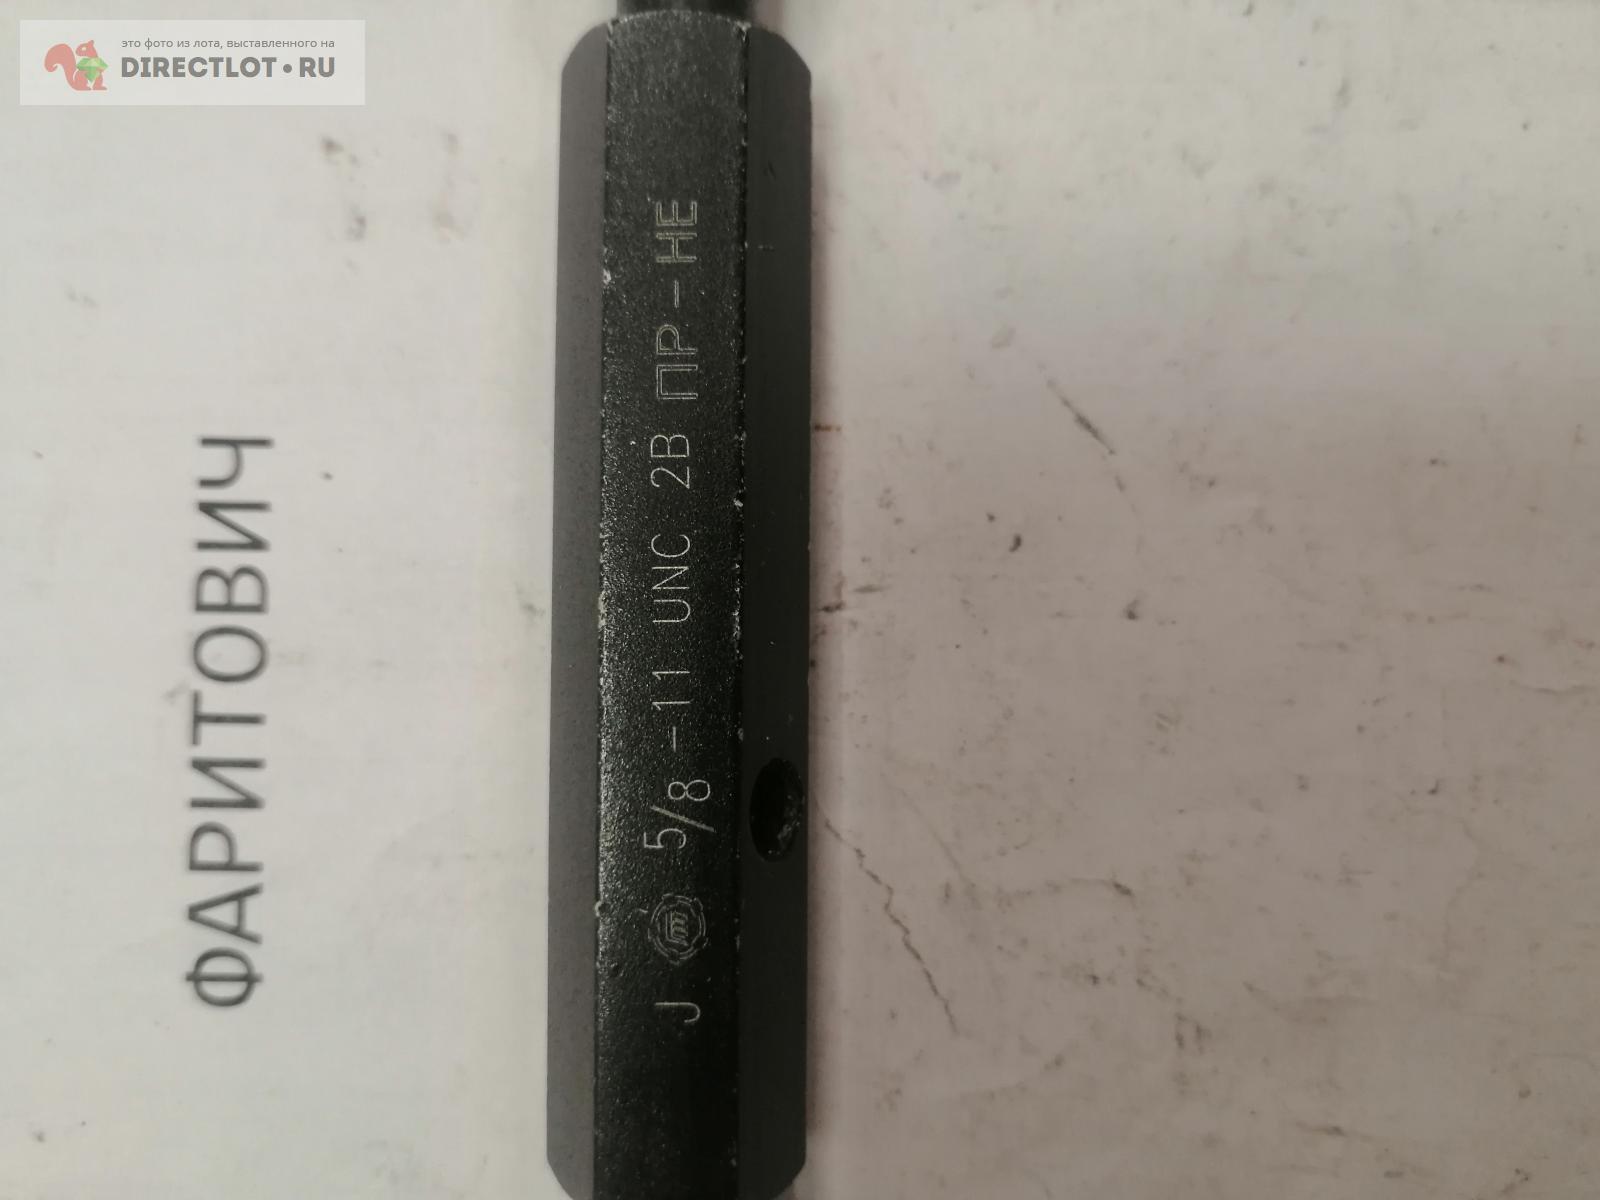 это фото из лота, выставленного на
DIRECTLOT•RU
ФАРИТОВИЧ
J 5/8 -11 UNC 2B ПР - НЕ